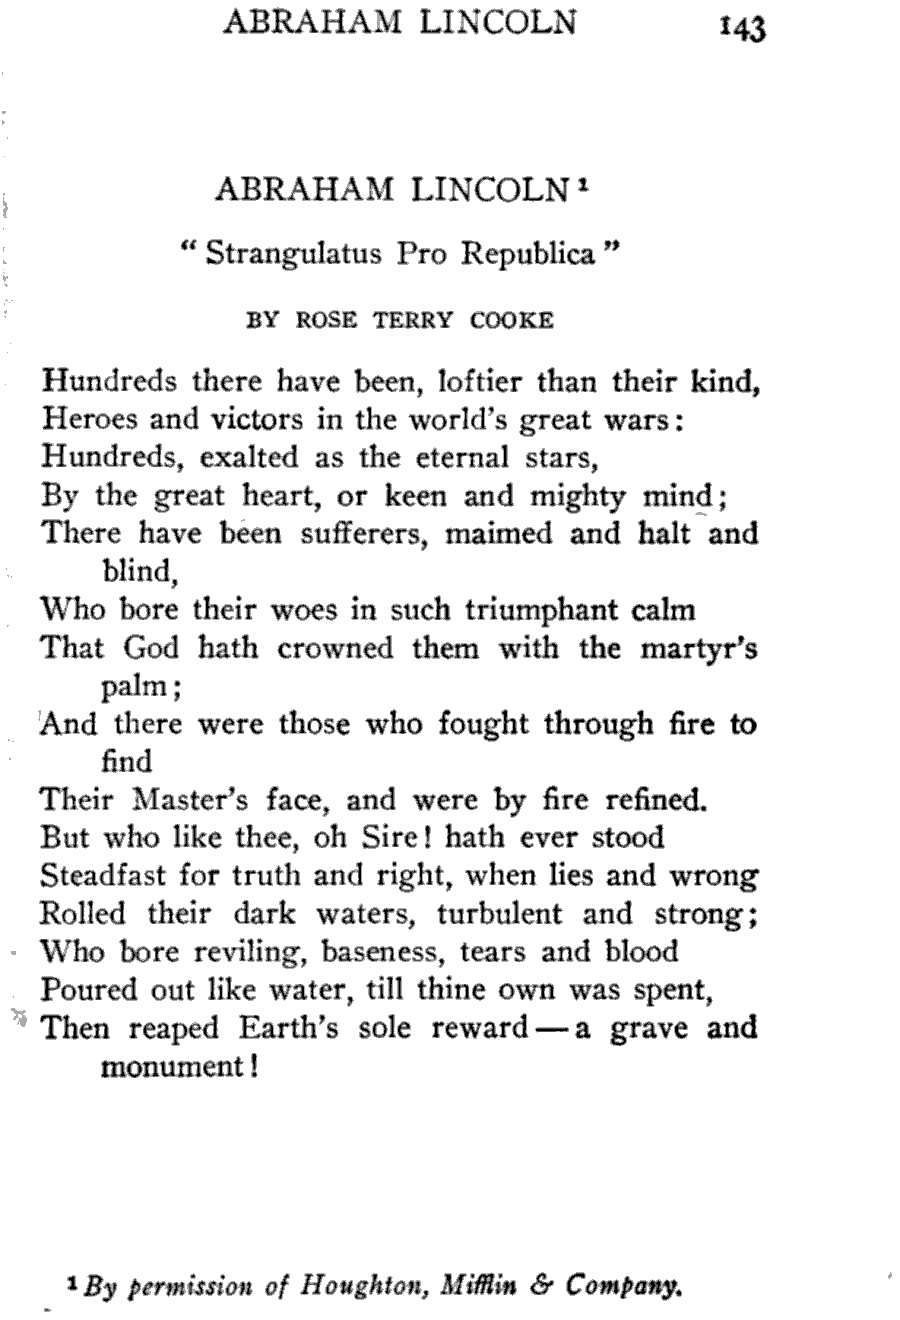 ABRAHAM LINCOLN 143
ABRAHAM LINCOLN¹
"Strangulatus Pro Republica"
BY ROSE TERRY COOKE
Hundreds there have been, loftier than their kind,
Heroes and victors in the world's great wars:
Hundreds, exalted as the eternal stars,
By the great heart, or keen and mighty mind;
There have been sufferers, maimed and halt and
blind,
Who bore their woes in such triumphant calm
That God hath crowned them with the martyr's
palm;
And there were those who fought through fire to
find
Their Master's face, and were by fire refined.
But who like thee, oh Sire! hath ever stood
Steadfast for truth and right, when lies and wrong
Rolled their dark waters, turbulent and strong;
Who bore reviling, baseness, tears and blood
Poured out like water, till thine own was spent,
Then reaped Earth's sole reward—a grave and
monument!
¹ By permission of Houghton, Mifflin & Company.